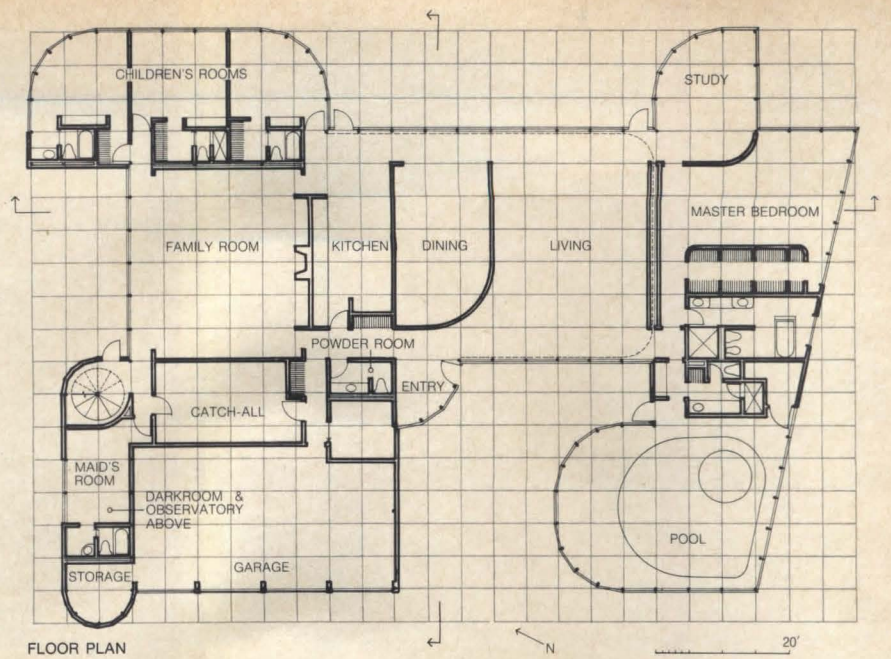 CHILDREN'S ROOMS
STUDY
MASTER BEDROOM
FAMILY ROOM
KITCHEN
DINING
LIVING
POWDER ROOM
ENTRY
CATCH-ALL
MAID'S
ROOM
DARKROOM &
OBSERVATORY
ABOVE
POOL
GARAGE
STORAGE
FLOOR PLAN
N
20'